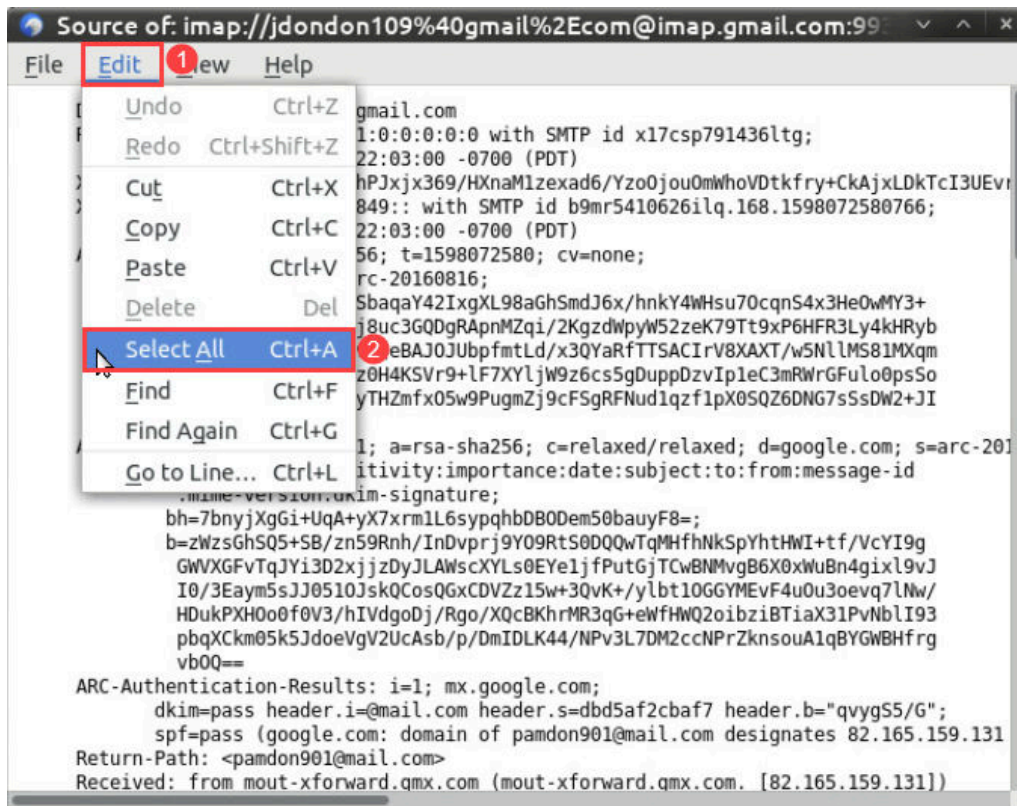 Source of: imap://jdondon109%40gmail%2Ecom@imap.gmail.com:993
File Edit 1 View Help
Undo Ctrl+Z gmail.com
Redo Ctrl+Shift+Z 1:0:0:0:0:0 with SMTP id x17csp791436ltg;
22:03:00 -0700 (PDT)
Cut Ctrl+X hPJxjx369/HXnaM1zexad6/YzoOjouOmWhoVDtkfry+CkAjxLDkTcI3UEvr
849:: with SMTP id b9mr5410626ilq.168.1598072580766;
Copy Ctrl+C 22:03:00 -0700 (PDT)
56; t=1598072580; cv=none;
Paste Ctrl+V rc-20160816;
Delete Del SbaqaY42IxgXL98aGhSmdJ6x/hnkY4WHsu7OcqnS4x3HeOwMY3+
j8uc3GQDgRApnMZqi/2KgzdWpyW52zeK79Tt9xP6HFR3Ly4kHRyb
Select All Ctrl+A 2 eBAJOJUbpfmtLd/x3QYaRfTTSACIrV8XAXT/w5NllMS81MXqm
z0H4KSVr9+lF7XYljW9z6cs5gDuppDzvIp1eC3mRWrGFulo0psSo
Find Ctrl+F yTHZmfxO5w9PugmZj9cFSgRFNud1qzf1pX0SQZ6DNG7sSsDW2+JI
Find Again Ctrl+G 1; a=rsa-sha256; c=relaxed/relaxed; d=google.com; s=arc-201
Go to Line... Ctrl+L itivity:importance:date:subject:to:from:message-id
:mime-version:dkim-signature;
bh=7bnyjXgGi+UqA+yX7xrm1L6sypqhbDBODem50bauyF8=;
b=zWzsGhSQ5+SB/zn59Rnh/InDvprj9YO9RtS0DQQwTqMHfhNkSpYhtHWI+tf/VcYI9g
GWVXGFvTqJYi3D2xjjzDyJLAWscXYLs0EYe1jfPutGjTCwBNMvgB6X0xWuBn4gixl9vJ
I0/3Eaym5sJJ051OJskQCosQGxCDVZz15w+3QvK+/ylbt1OGGYMEvF4uOu3oevq7lNw/
HDukPXHOo0f0V3/hIVdgoDj/Rgo/XQcBKhrMR3qG+eWfHWQ2oibziBTiaX31PvNblI93
pbqXCkm05k5JdoeVgV2UcAsb/p/DmIDLK44/NPv3L7DM2ccNPrZknsouA1qBYGWBHfrg
vbOQ==
ARC-Authentication-Results: i=1; mx.google.com;
dkim=pass header.i=@mail.com header.s=dbd5af2cbaf7 header.b="qvygS5/G";
spf=pass (google.com: domain of pamdon901@mail.com designates 82.165.159.131
Return-Path: <pamdon901@mail.com>
Received: from mout-xforward.gmx.com (mout-xforward.gmx.com. [82.165.159.131])